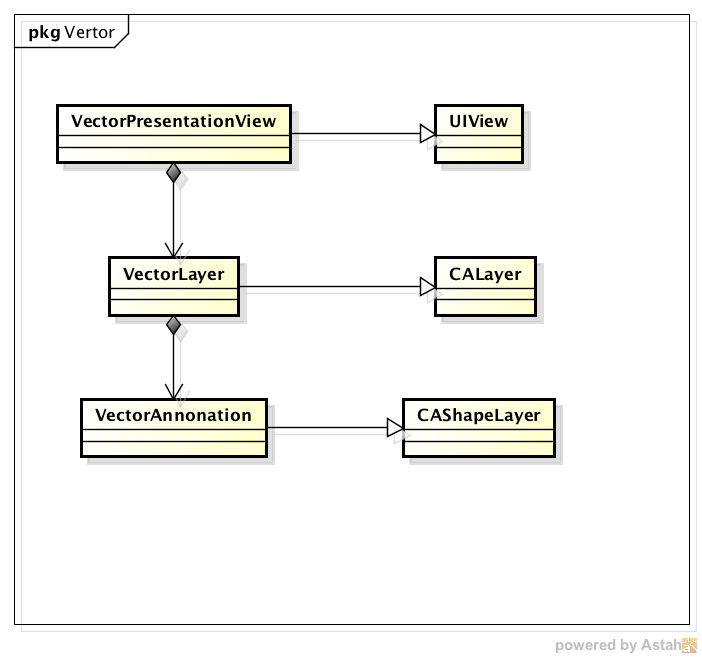 pkg Vertor
VectorPresentationView
UIView
VectorLayer
CALayer
VectorAnnonation
CAShapeLayer
powered by Astah